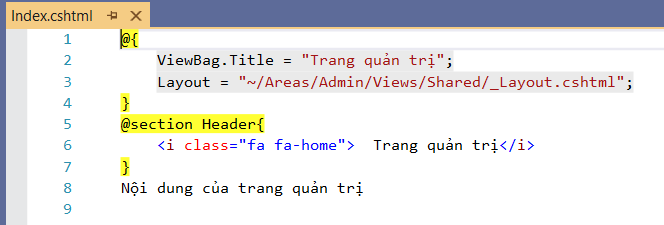 Index.cshtml
1 @{
2 ViewBag.Title = "Trang quản trị";
3 Layout = "~/Areas/Admin/Views/Shared/_Layout.cshtml";
4 }
5 @section Header{
6 <i class="fa fa-home">  Trang quản trị</i>
7 }
8 Nội dung của trang quản trị
9